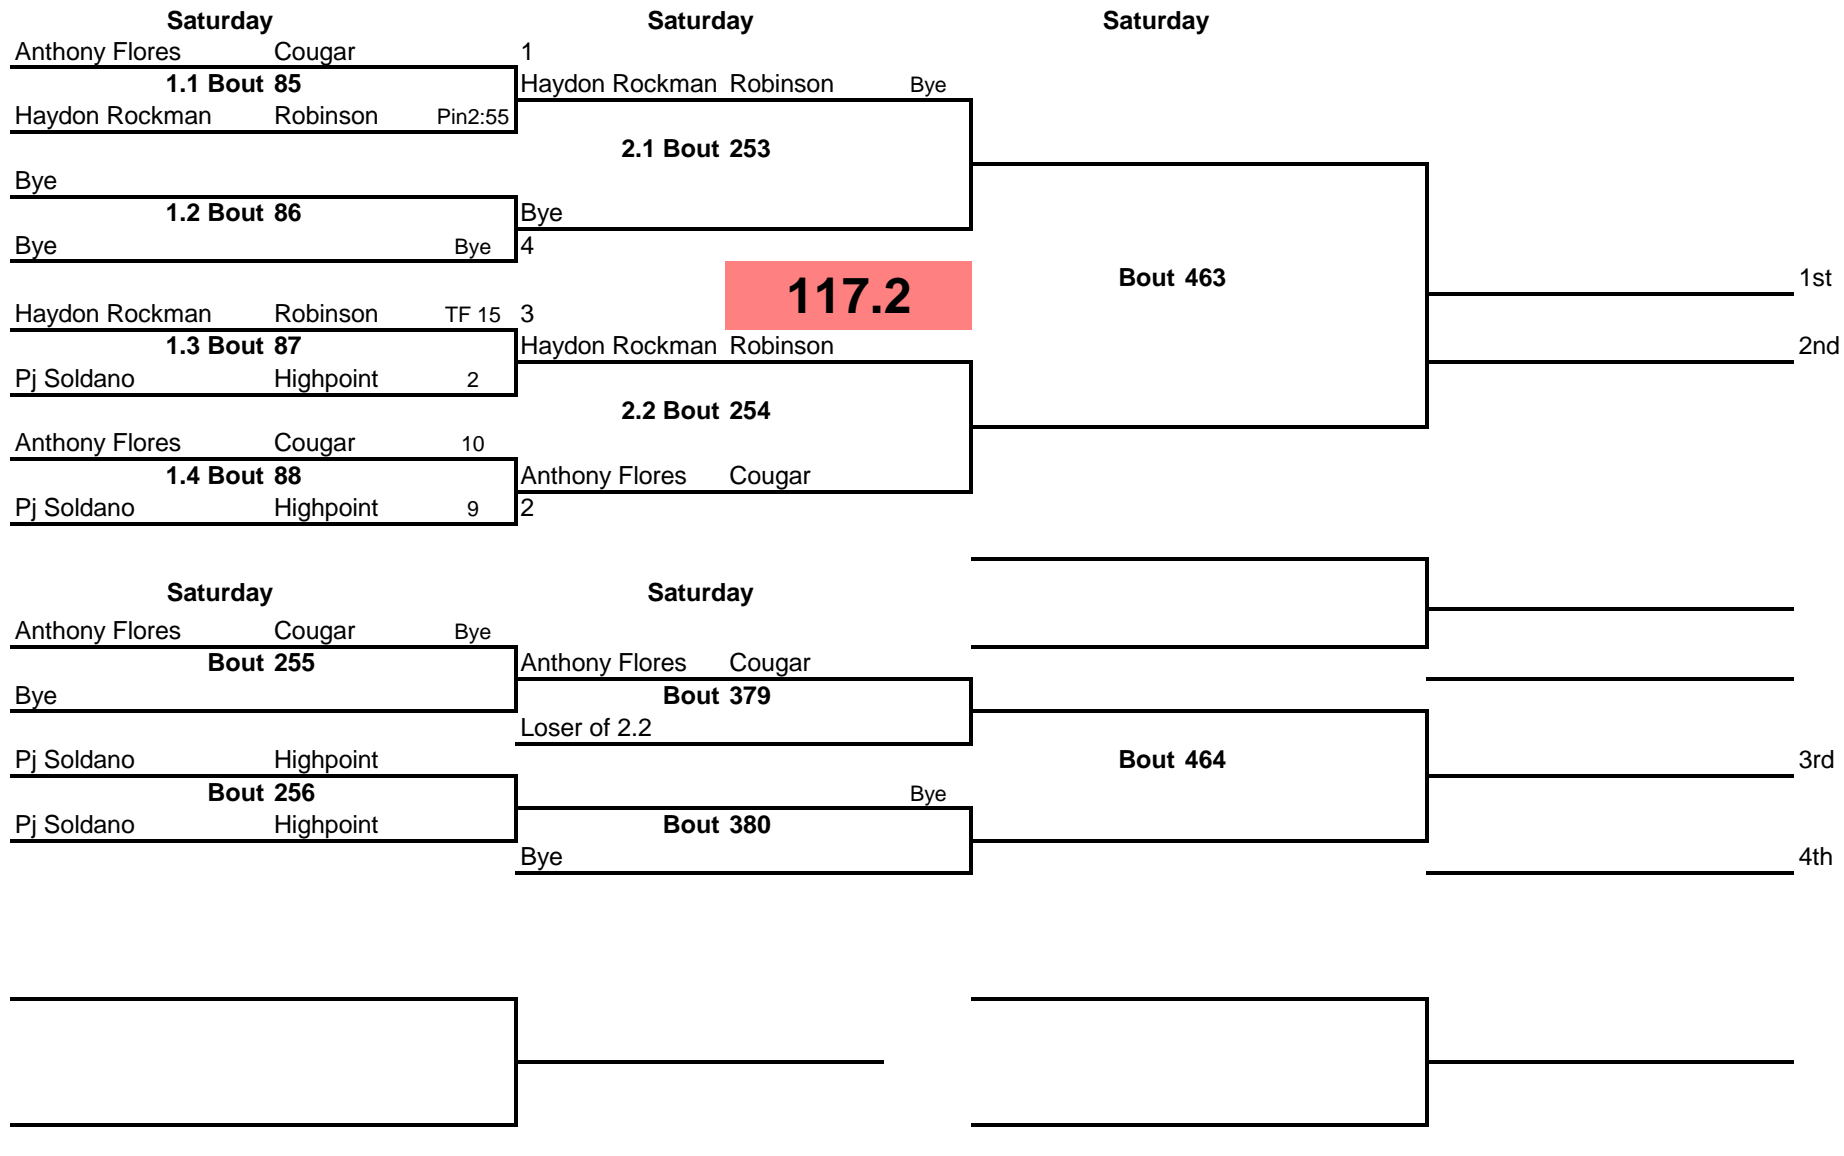 Saturday Saturday Saturday
Anthony Flores Cougar 1
1.1 Bout 85 Haydon Rockman Robinson Bye
Haydon Rockman Robinson Pin2:55
2.1 Bout 253
Bye
1.2 Bout 86 Bye
Bye Bye 4
117.2 Bout 463 1st
Haydon Rockman Robinson TF 15 3
1.3 Bout 87 Haydon Rockman Robinson 2nd
Pj Soldano Highpoint 2
2.2 Bout 254
Anthony Flores Cougar 10
1.4 Bout 88 Anthony Flores Cougar
Pj Soldano Highpoint 9 2
Saturday Saturday
Anthony Flores Cougar Bye
Bout 255 Anthony Flores Cougar
Bye Bout 379
Loser of 2.2
Pj Soldano Highpoint Bout 464 3rd
Bout 256 Bye
Pj Soldano Highpoint Bout 380
Bye 4th